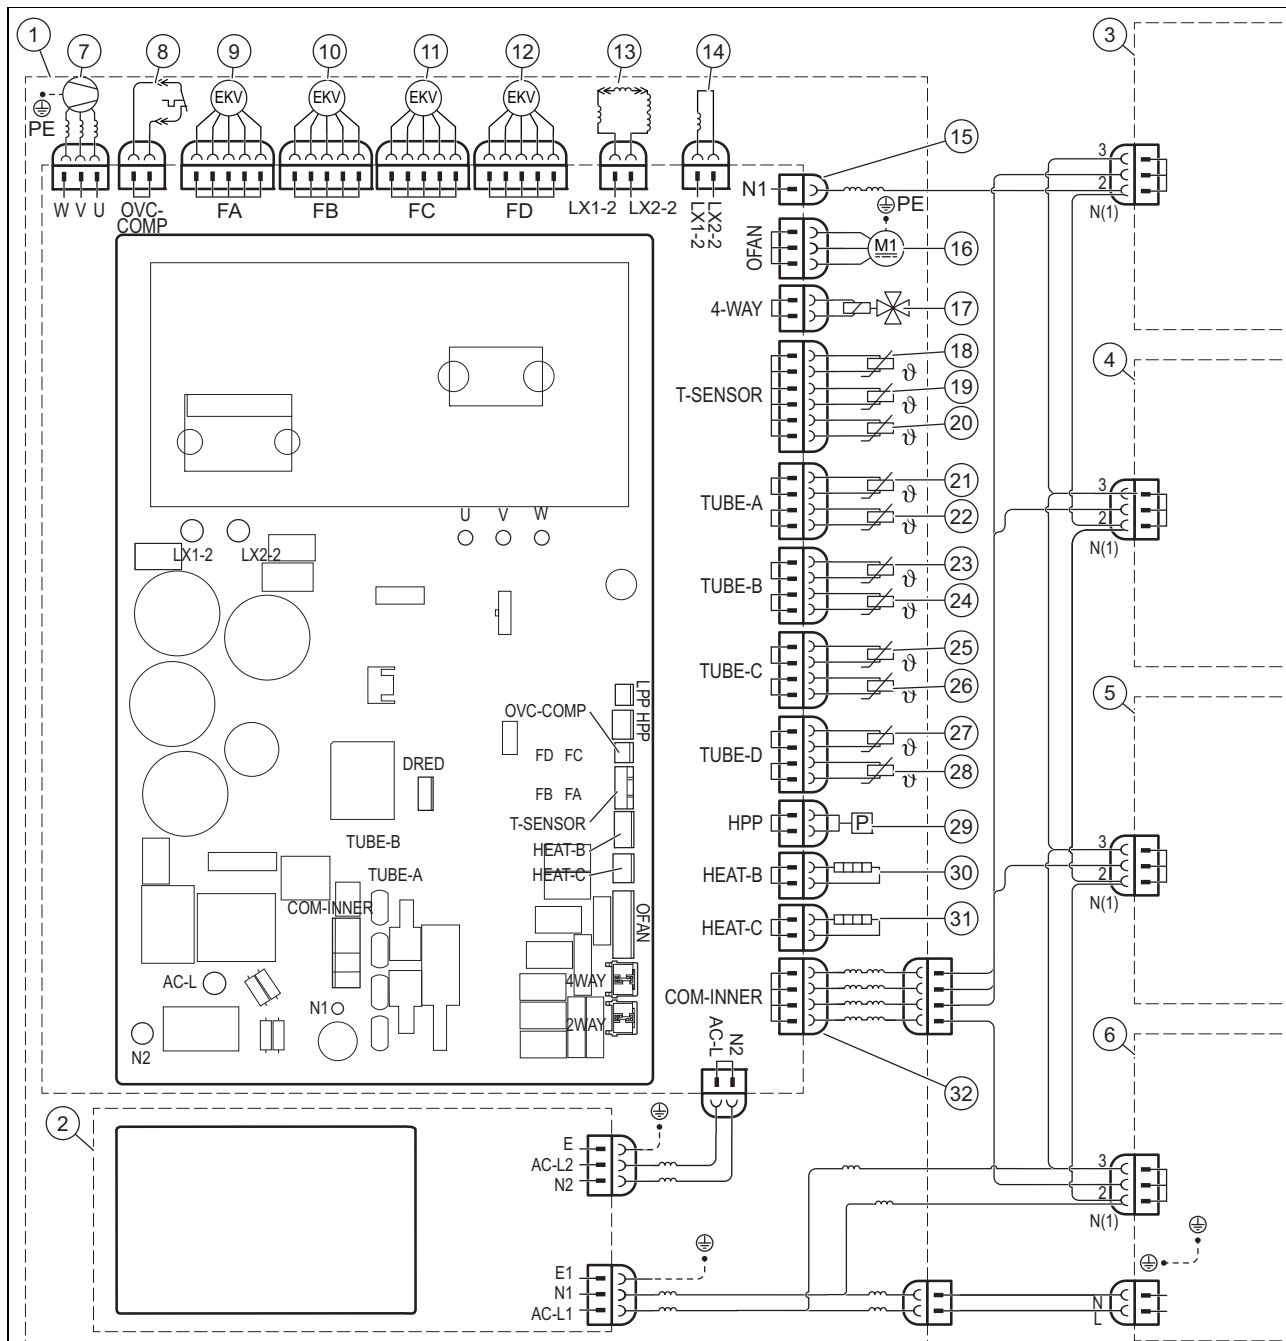 1 7 8 9 10 11 12 13 14 3
EKV EKV EKV EKV
PE
15
3
2
N(1)
N1
PE
W V U OVC-COMP FA FB FC FD LX1-2 LX2-2 LX1-2 LX2-2
OFAN M1 16
4-WAY 17
T-SENSOR 18 ϑ
19 ϑ
20 ϑ
4
TUBE-A 21 ϑ
22 ϑ
3
2
N(1)
U V W
LX1-2 LX2-2
TUBE-B 23 ϑ
24 ϑ
TUBE-C 25 ϑ
26 ϑ
5
LPP HPP
OVC-COMP
FD FC
DRED
FB FA
T-SENSOR
TUBE-B
HEAT-B
TUBE-A
HEAT-C
COM-INNER
OFAN
AC-L
4WAY
N1
2WAY
N2
TUBE-D 27 ϑ
28 ϑ
HPP P 29
HEAT-B 30
HEAT-C 31
3
2
N(1)
COM-INNER
AC-L N2
32
6
2
E
AC-L2
N2
3
2
N(1)
E1
N1
AC-L1
N
L